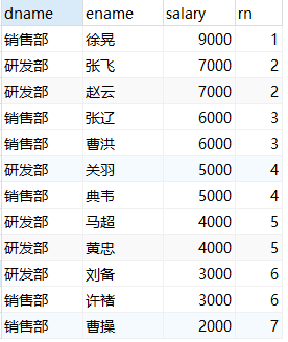 dname ename salary rn
销售部 徐晃 9000 1
研发部 张飞 7000 2
研发部 赵云 7000 2
销售部 张辽 6000 3
销售部 曹洪 6000 3
研发部 关羽 5000 4
销售部 典韦 5000 4
研发部 马超 4000 5
研发部 黄忠 4000 5
研发部 刘备 3000 6
销售部 许褚 3000 6
销售部 曹操 2000 7